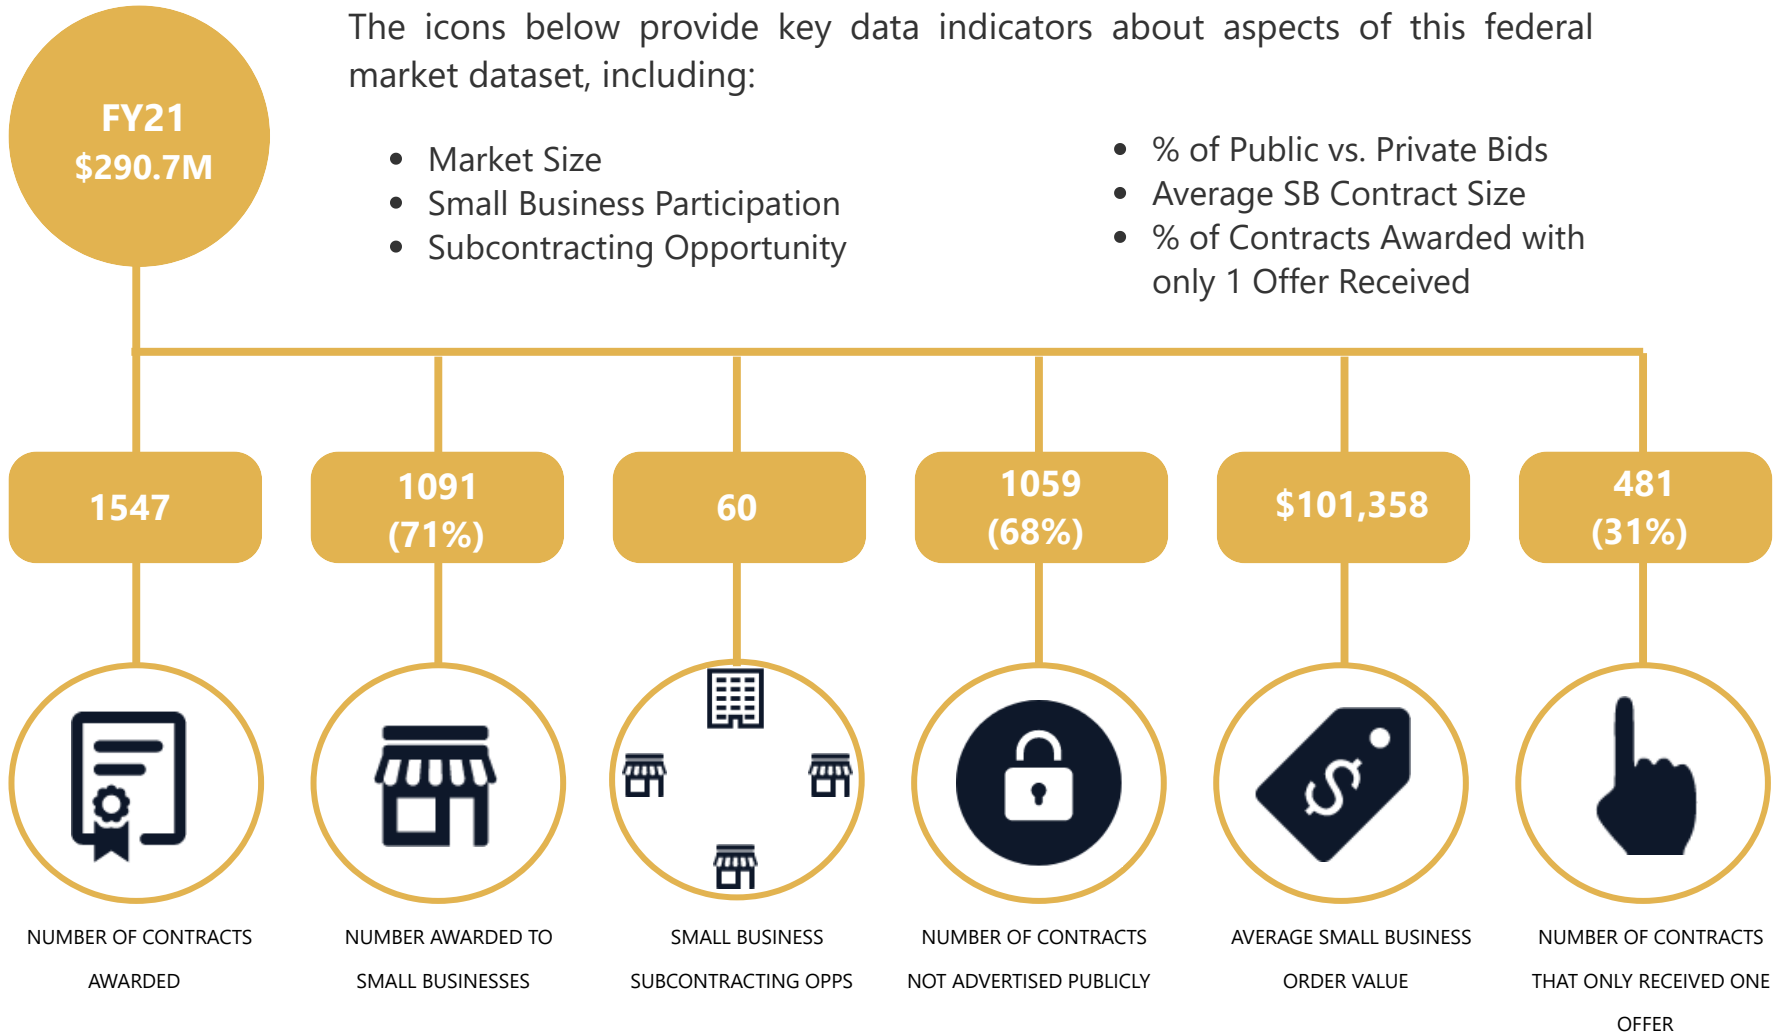 FY21
$290.7M
The icons below provide key data indicators about aspects of this federal
market dataset, including:
• Market Size
• Small Business Participation
• Subcontracting Opportunity
• % of Public vs. Private Bids
• Average SB Contract Size
• % of Contracts Awarded with
only 1 Offer Received
1547
1091
(71%)
60
1059
(68%)
$101,358
481
(31%)
$
NUMBER OF CONTRACTS
AWARDED
NUMBER AWARDED TO
SMALL BUSINESSES
SMALL BUSINESS
SUBCONTRACTING OPPS
NUMBER OF CONTRACTS
NOT ADVERTISED PUBLICLY
AVERAGE SMALL BUSINESS
ORDER VALUE
NUMBER OF CONTRACTS
THAT ONLY RECEIVED ONE
OFFER